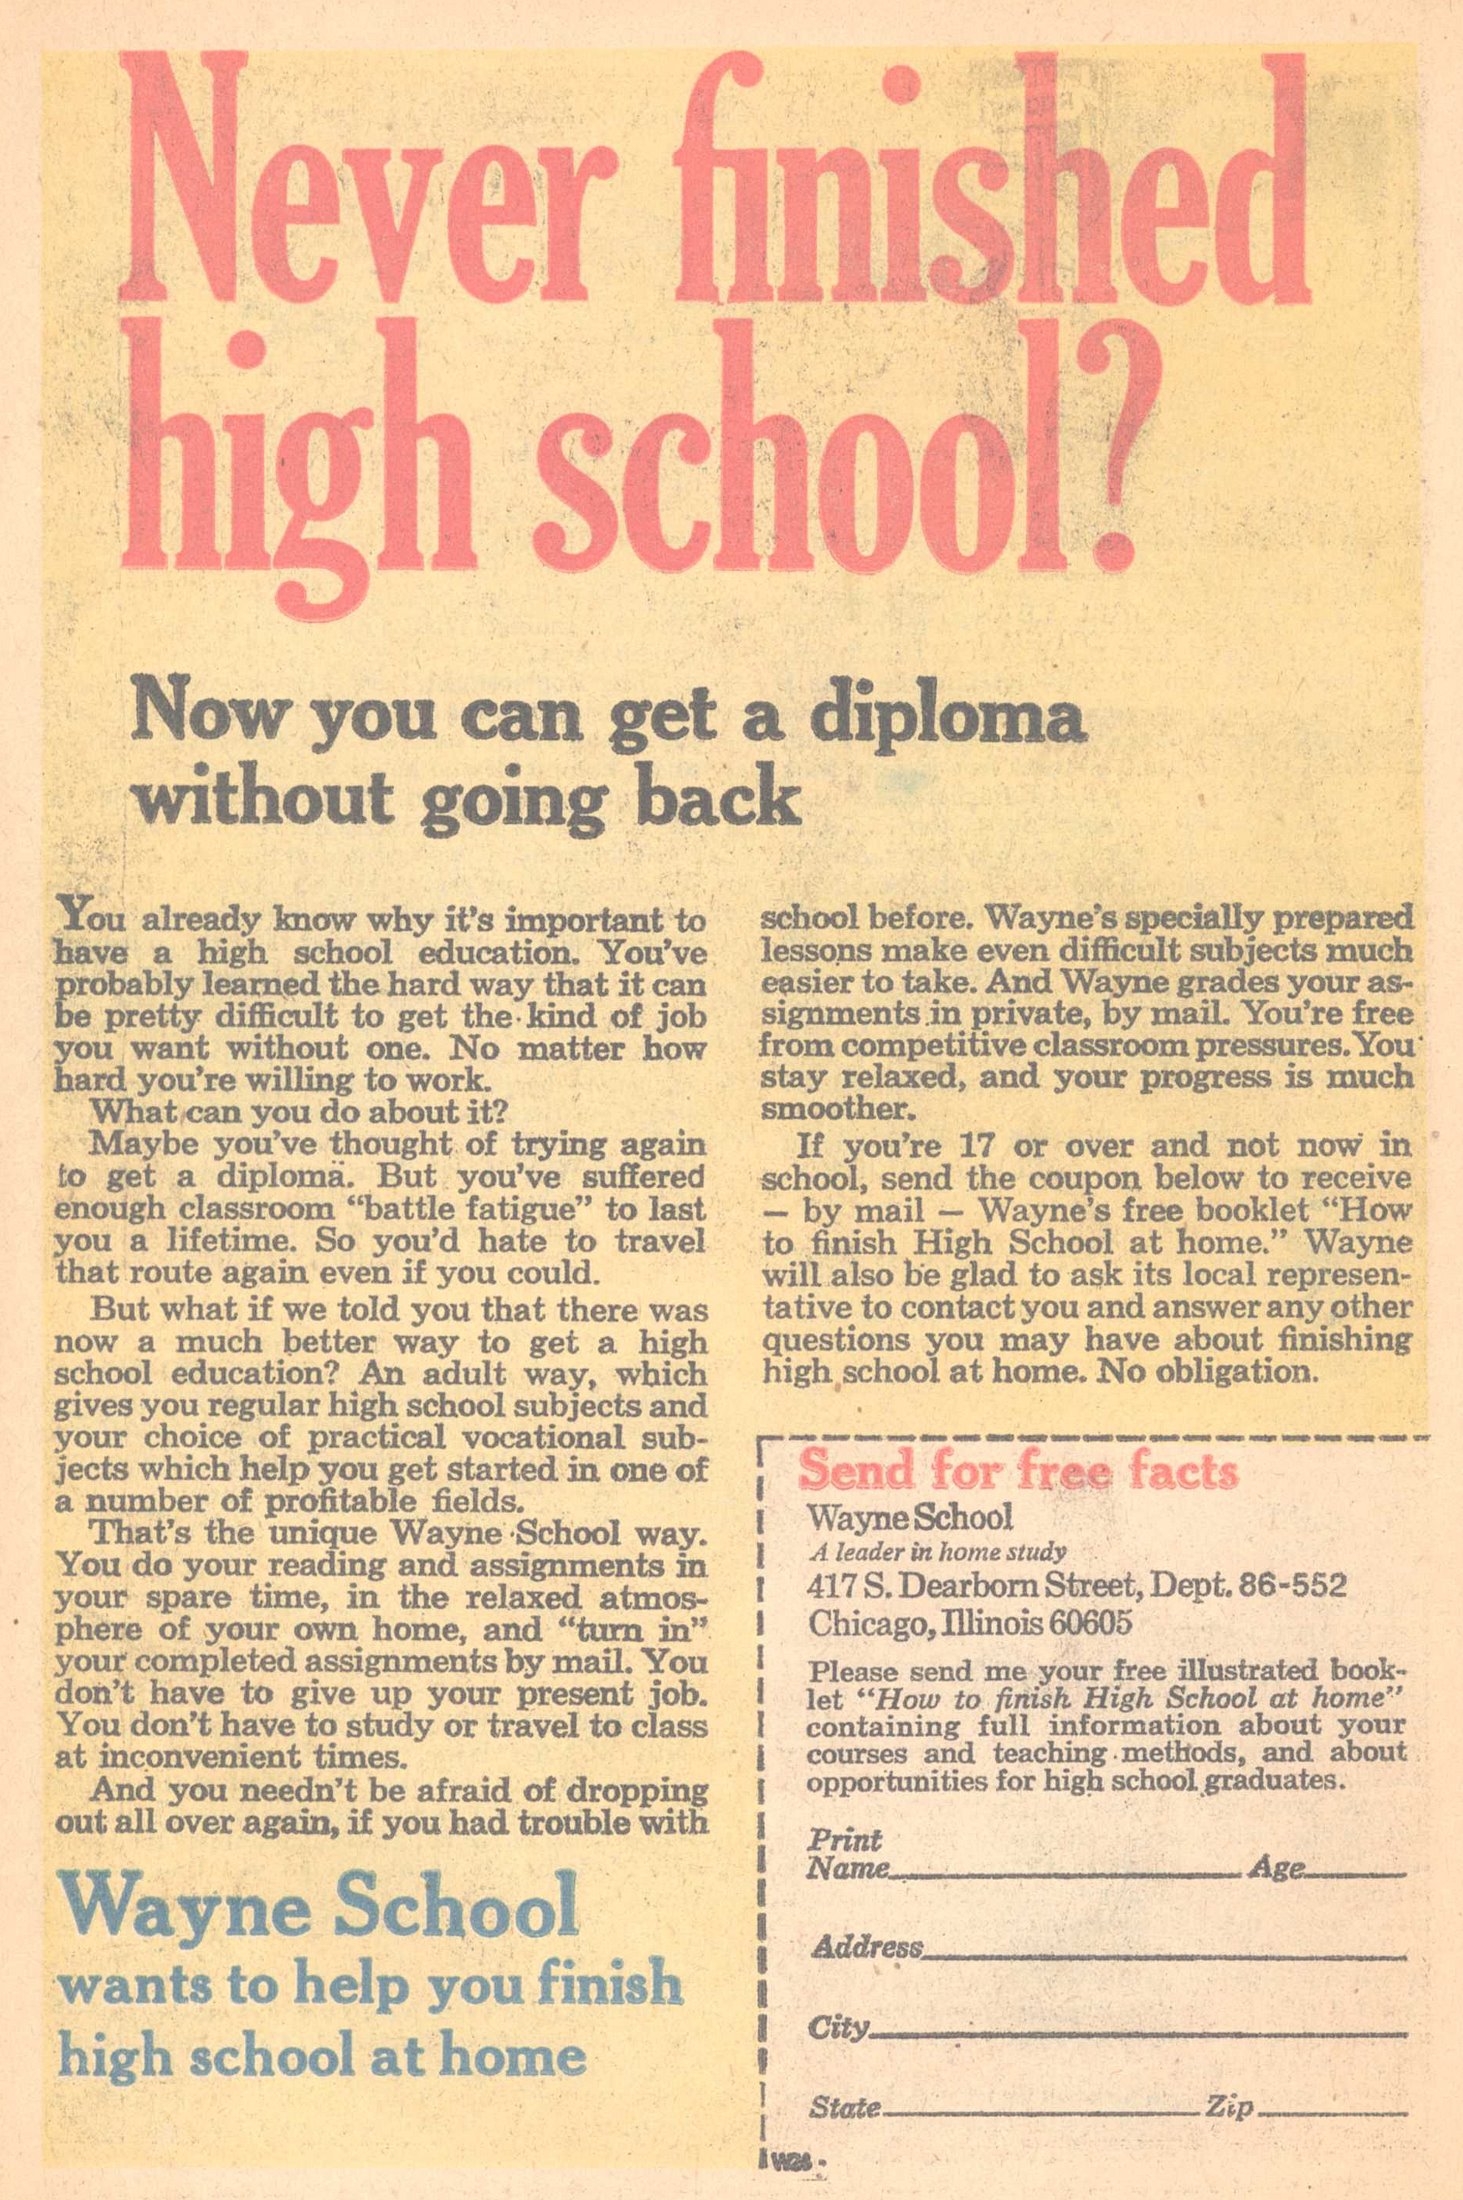 Never finished
high school?
Now you can get a diploma
without going back
You already know why it's important to
have a high school education. You've
probably learned the hard way that it can
be pretty difficult to get the kind of job
you want without one. No matter how
hard you're willing to work.
What can you do about it?
Maybe you've thought of trying again
to get a diploma. But you've suffered
enough classroom "battle fatigue" to last
you a lifetime. So you'd hate to travel
that route again even if you could.
But what if we told you that there was
now a much better way to get a high
school education? An adult way, which
gives you regular high school subjects and
your choice of practical vocational sub-
jects which help you get started in one of
a number of profitable fields.
That's the unique Wayne School way.
You do your reading and assignments in
your spare time, in the relaxed atmos-
phere of your own home, and "turn in"
your completed assignments by mail. You
don't have to give up your present job.
You don't have to study or travel to class
at inconvenient times.
And you needn't be afraid of dropping
out all over again, if you had trouble with
school before. Wayne's specially prepared
lessons make even difficult subjects much
easier to take. And Wayne grades your as-
signments in private, by mail. You're free
from competitive classroom pressures. You
stay relaxed, and your progress is much
smoother.
If you're 17 or over and not now in
school, send the coupon below to receive
— by mail — Wayne's free booklet "How
to finish High School at home." Wayne
will also be glad to ask its local represen-
tative to contact you and answer any other
questions you may have about finishing
high school at home. No obligation.
Wayne School
wants to help you finish
high school at home
Send for free facts
Wayne School
A leader in home study
417 S. Dearborn Street, Dept. 86-552
Chicago, Illinois 60605
Please send me your free illustrated book-
let "How to finish High School at home"
containing full information about your
courses and teaching methods, and about
opportunities for high school graduates.
Print
Name Age
Address
City
State Zip